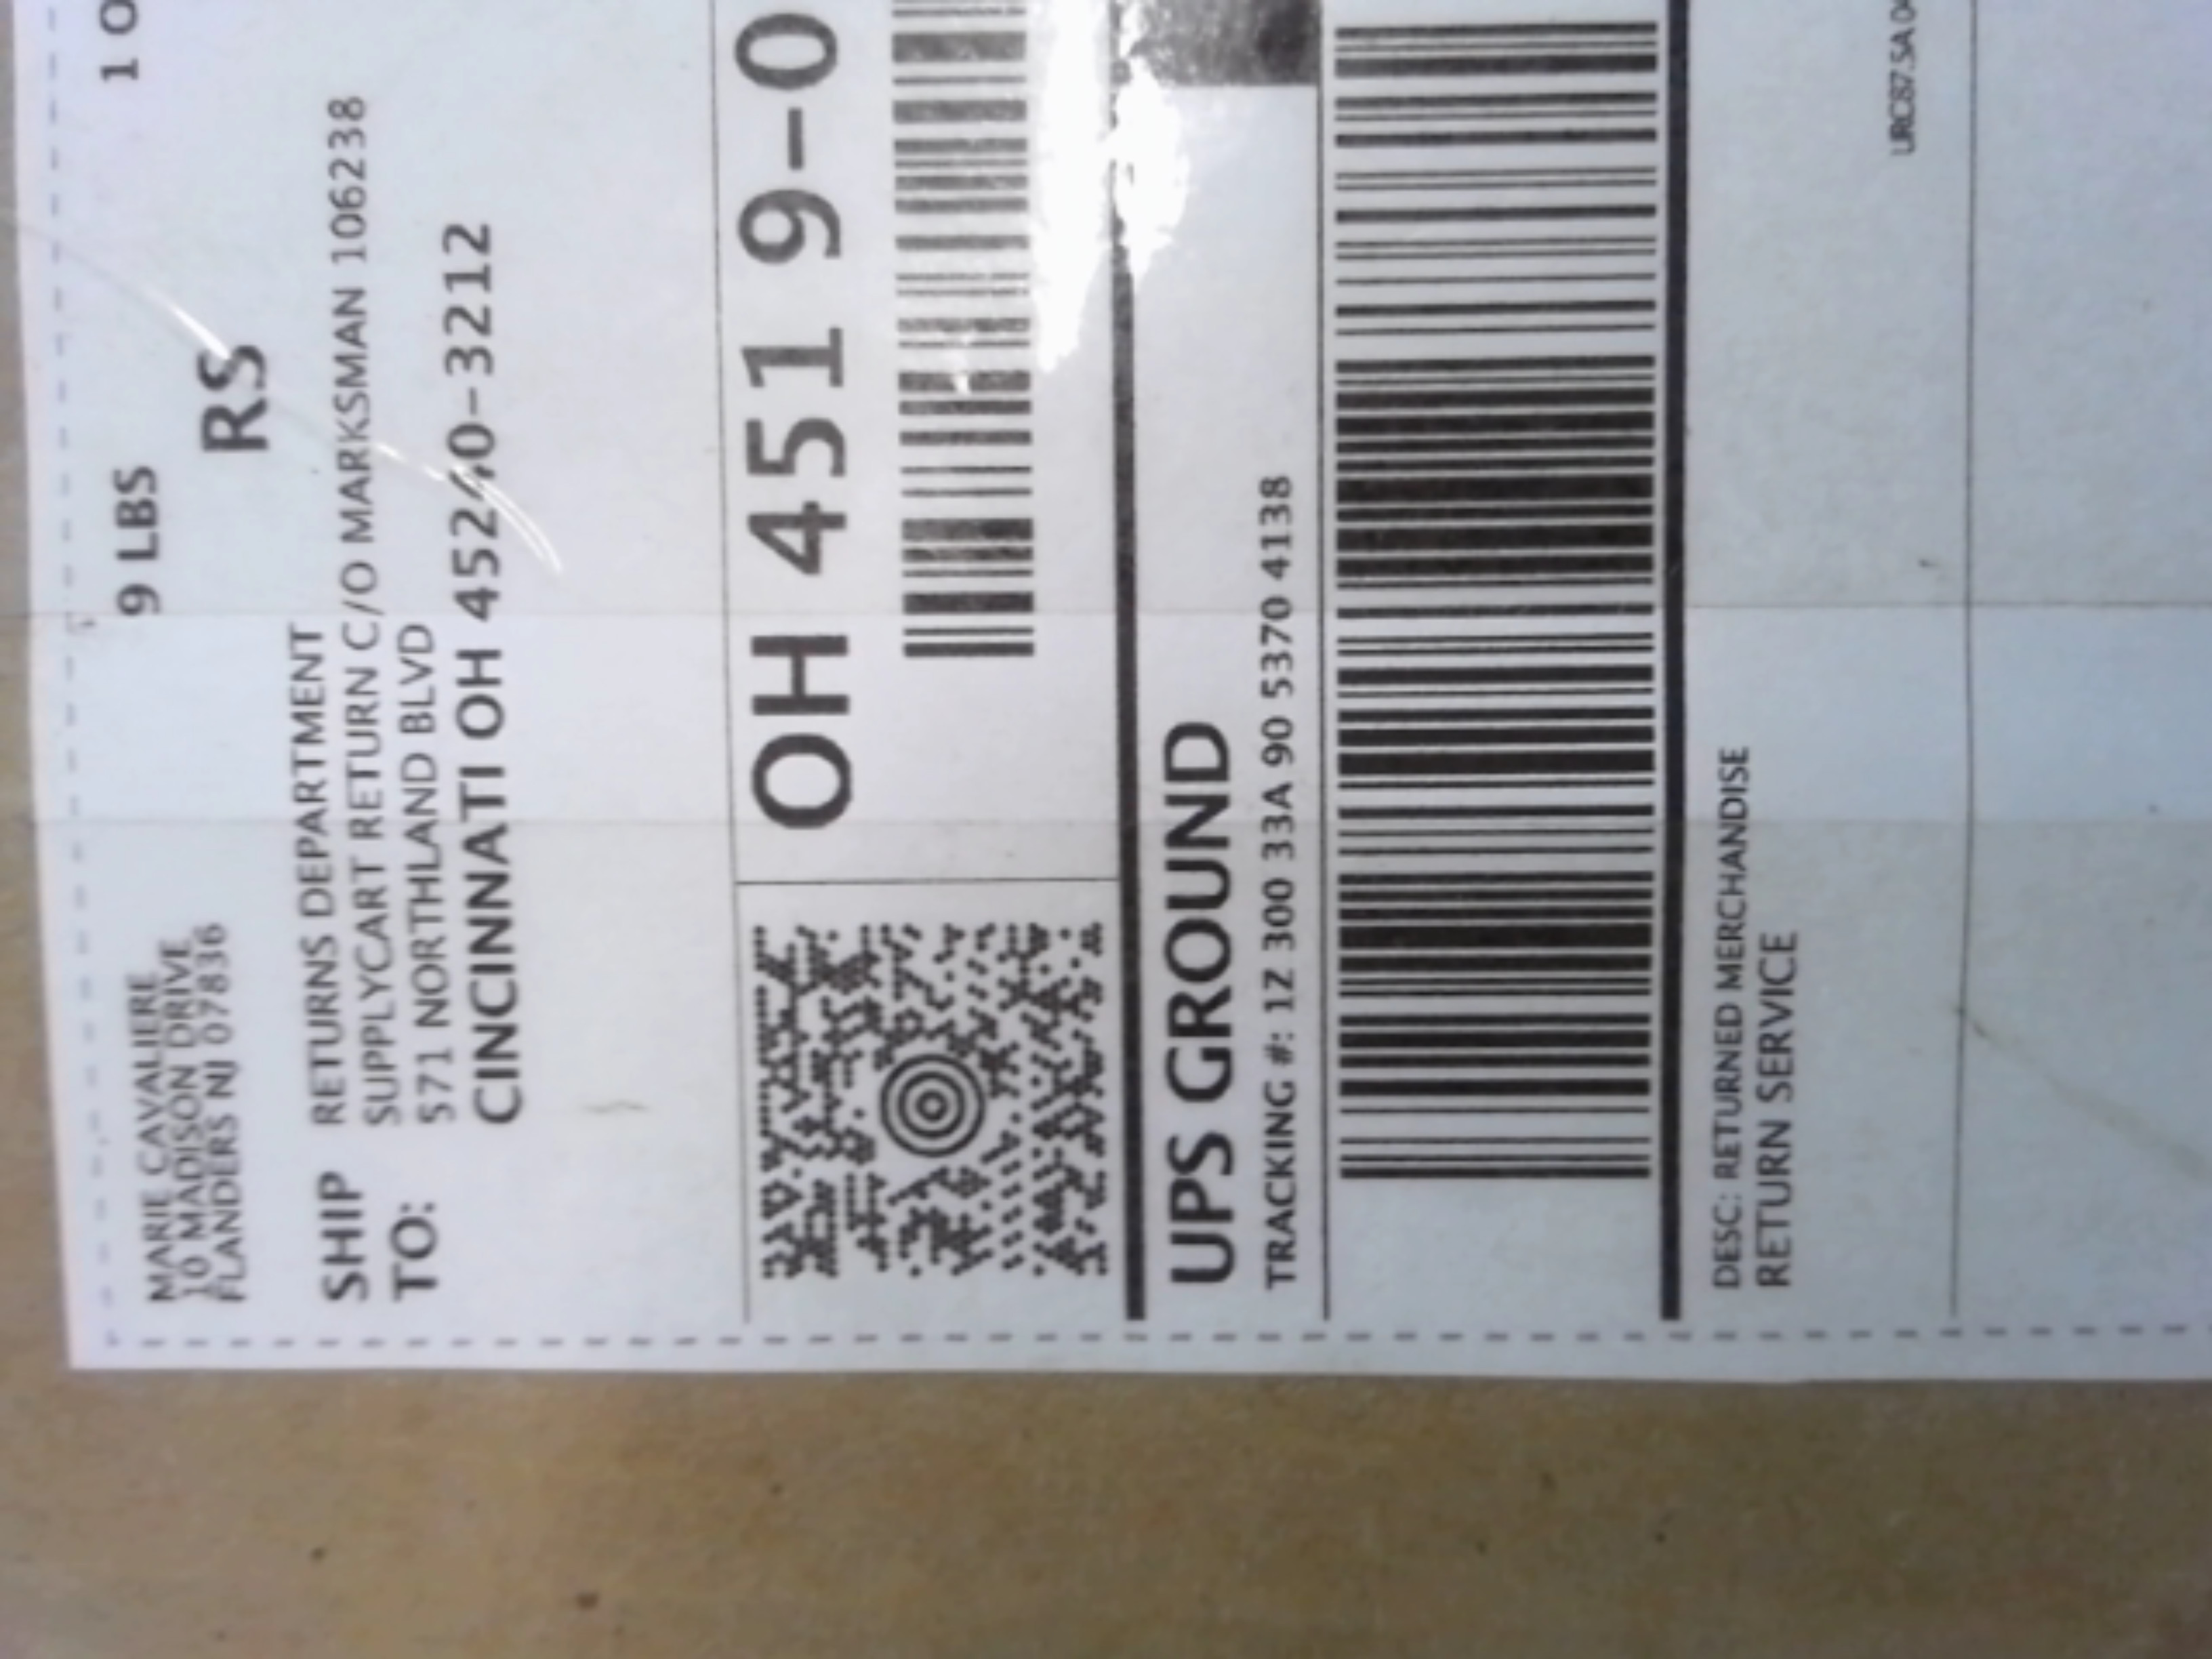 MARIE CAVALIERE
10 MADISON DRIVE
FLANDERS NJ 07836
9 LBS
1 O
RS
SHIP TO:
RETURNS DEPARTMENT
SUPPLYCART RETURN C/O MARKSMAN 106238
571 NORTHLAND BLVD
CINCINNATI OH 45240-3212
OH 451 9-0
UPS GROUND
TRACKING #: 1Z 300 33A 90 5370 4138
DESC: RETURNED MERCHANDISE
RETURN SERVICE